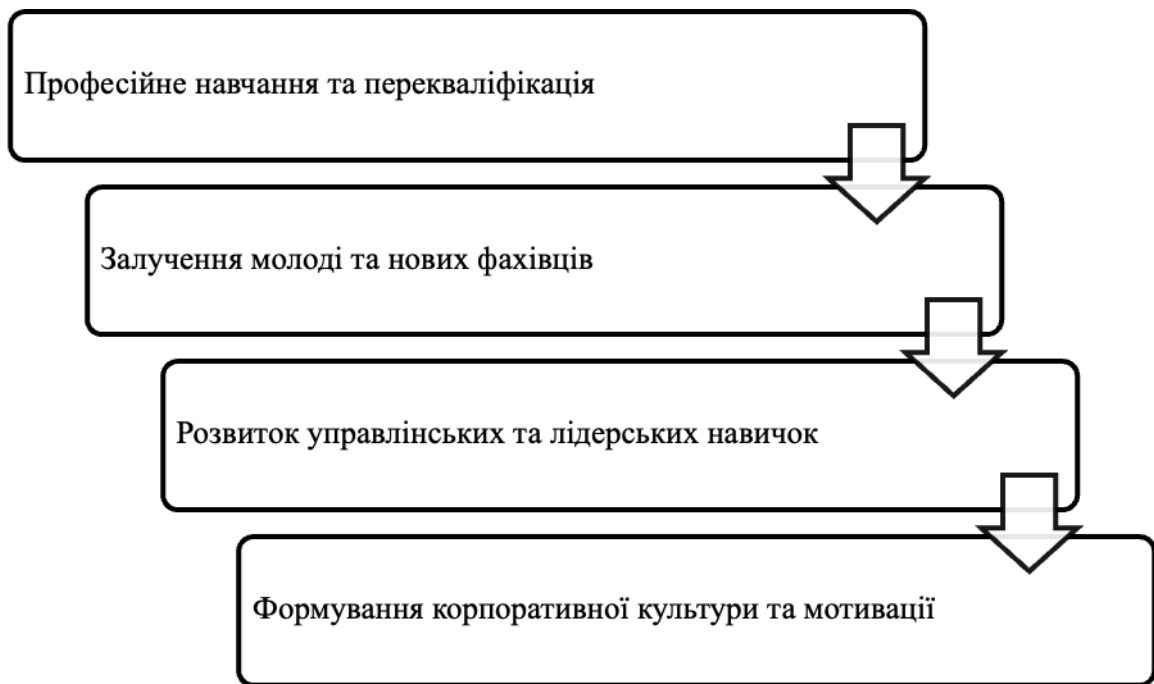 Професійне навчання та перекваліфікація
Залучення молоді та нових фахівців
Розвиток управлінських та лідерських навичок
Формування корпоративної культури та мотивації